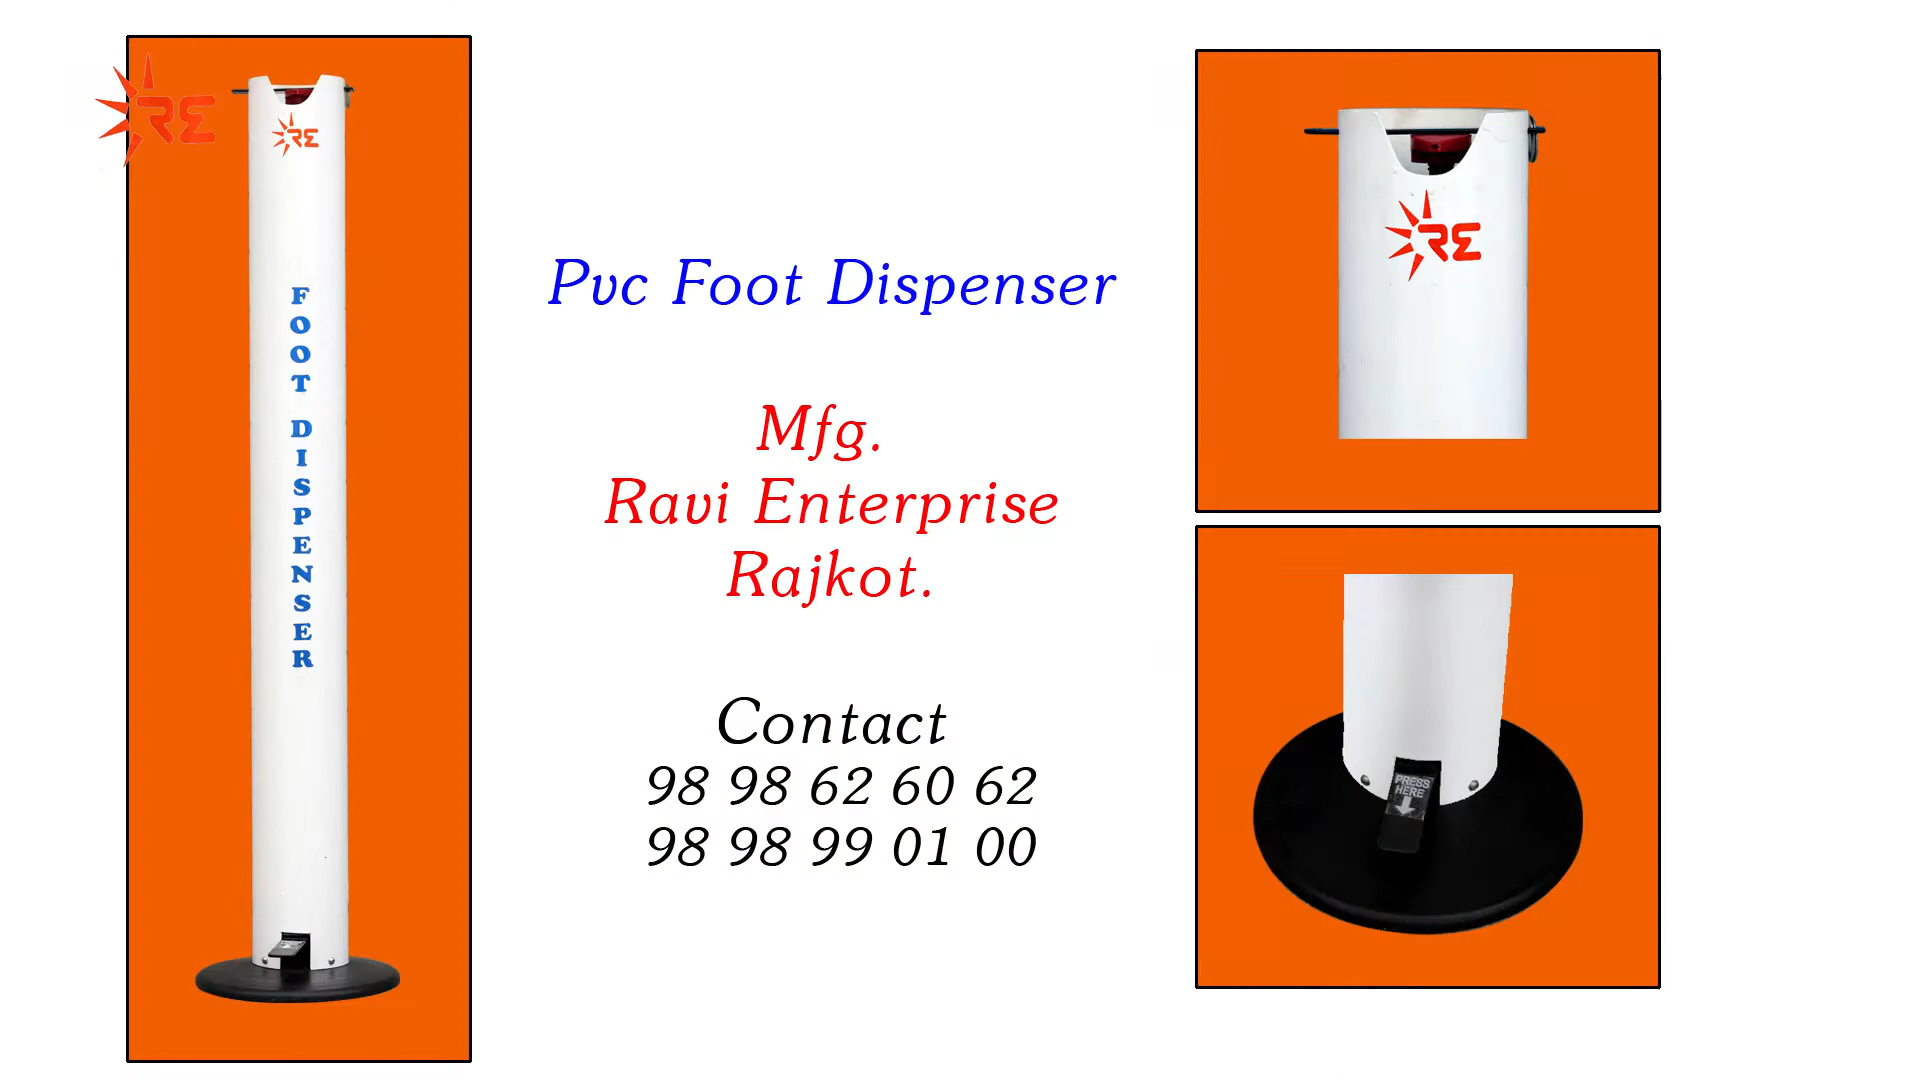 RE
RE
FOOT DISPENSER
Pvc Foot Dispenser
Mfg.
Ravi Enterprise
Rajkot.
Contact
98 98 62 60 62
98 98 99 01 00
RE
PRESS
HERE